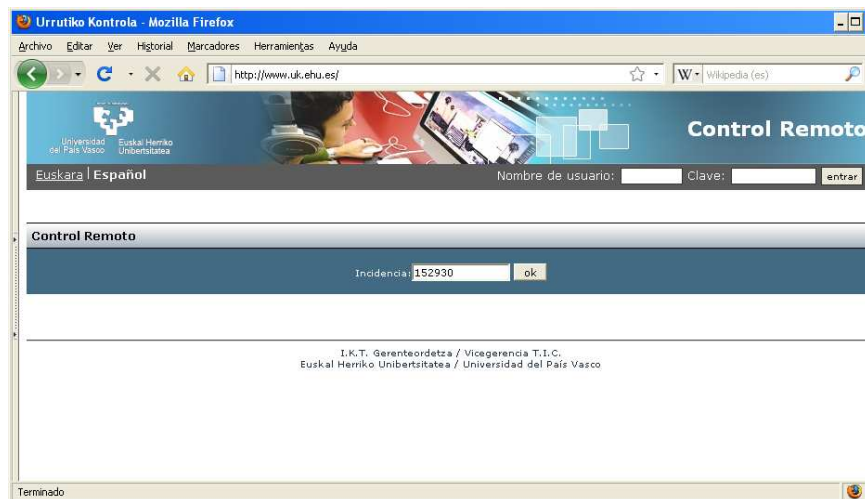 Urrutiko Kontrola - Mozilla Firefox
Archivo Editar Ver Historial Marcadores Herramientas Ayuda
http://www.uk.ehu.es/ W Wikipedia (es)
Universidad del País Vasco
Euskal Herriko Unibertsitatea
Control Remoto
Euskara | Español Nombre de usuario: Clave: entrar
Control Remoto
Incidencia: 152930 ok
I.K.T. Gerenteordetza / Vicegerencia T.I.C.
Euskal Herriko Unibertsitatea / Universidad del País Vasco
Terminado